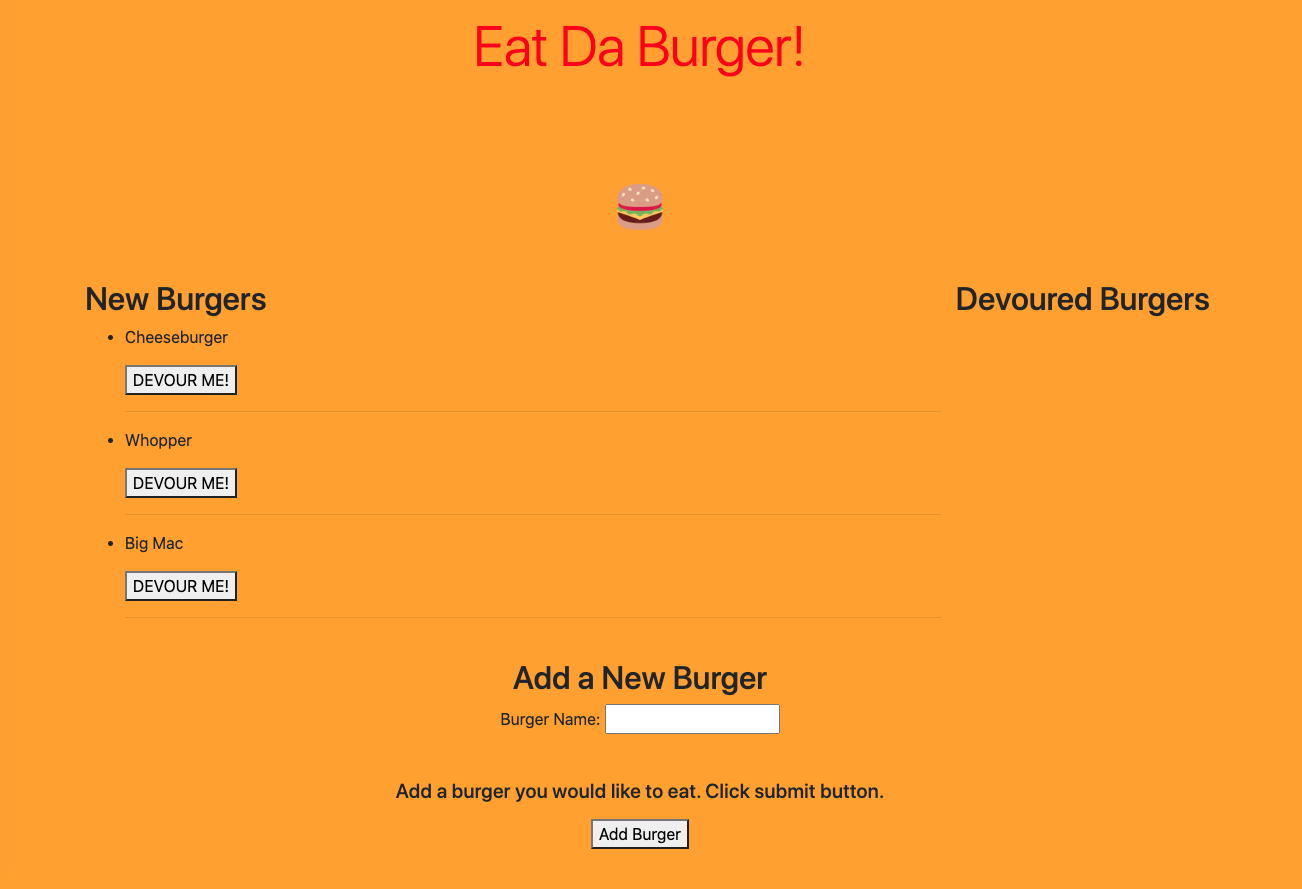 Eat Da Burger!
New Burgers
Devoured Burgers
Cheeseburger
DEVOUR ME!
Whopper
DEVOUR ME!
Big Mac
DEVOUR ME!
Add a New Burger
Burger Name:
Add a burger you would like to eat. Click submit button.
Add Burger